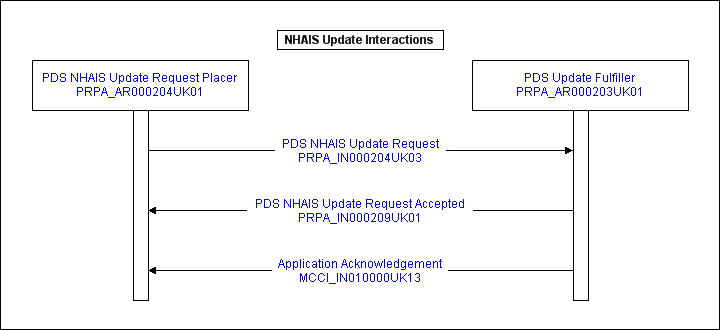 NHAIS Update Interactions
PDS NHAIS Update Request Placer
PRPA_AR000204UK01
PDS Update Fulfiller
PRPA_AR000203UK01
PDS NHAIS Update Request
PRPA_IN000204UK03
PDS NHAIS Update Request Accepted
PRPA_IN000209UK01
Application Acknowledgement
MCCI_IN010000UK13